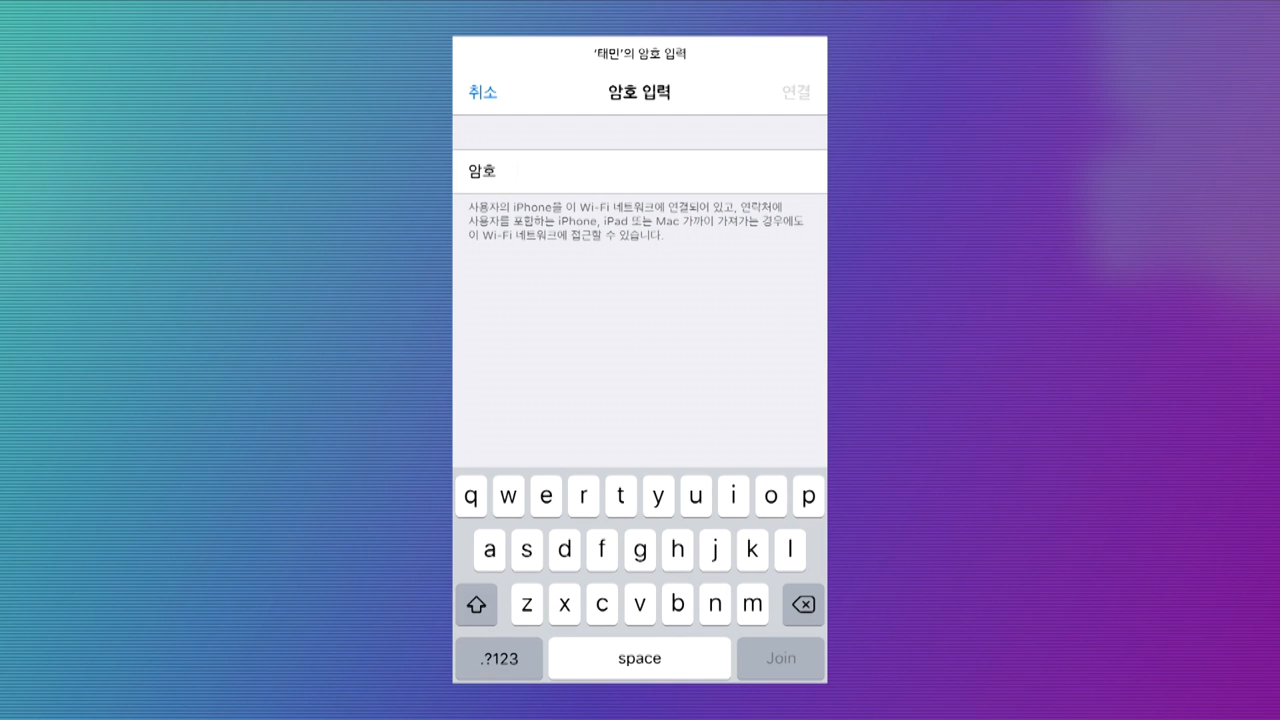 ‘태민’의 암호 입력
취소 암호 입력 연결
암호
사용자의 iPhone을 이 Wi-Fi 네트워크에 연결되어 있고, 연락처에
사용자를 포함하는 iPhone, iPad 또는 Mac 가까이 가져가는 경우에도
이 Wi-Fi 네트워크에 접근할 수 있습니다.
q w e r t y u i o p
a s d f g h j k l
z x c v b n m
.?123 space Join